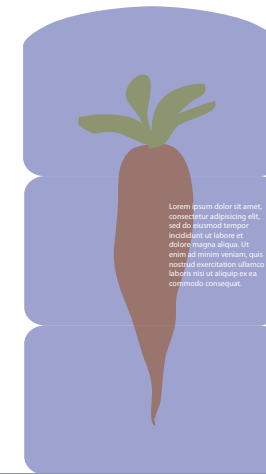 Lorem ipsum dolor sit amet,
consectetur adipisicing elit,
sed do eiusmod tempor
incididunt ut labore et
dolore magna aliqua. Ut
enim ad minim veniam, quis
nostrud exercitation ullamco
laboris nisi ut aliquip ex ea
commodo consequat.